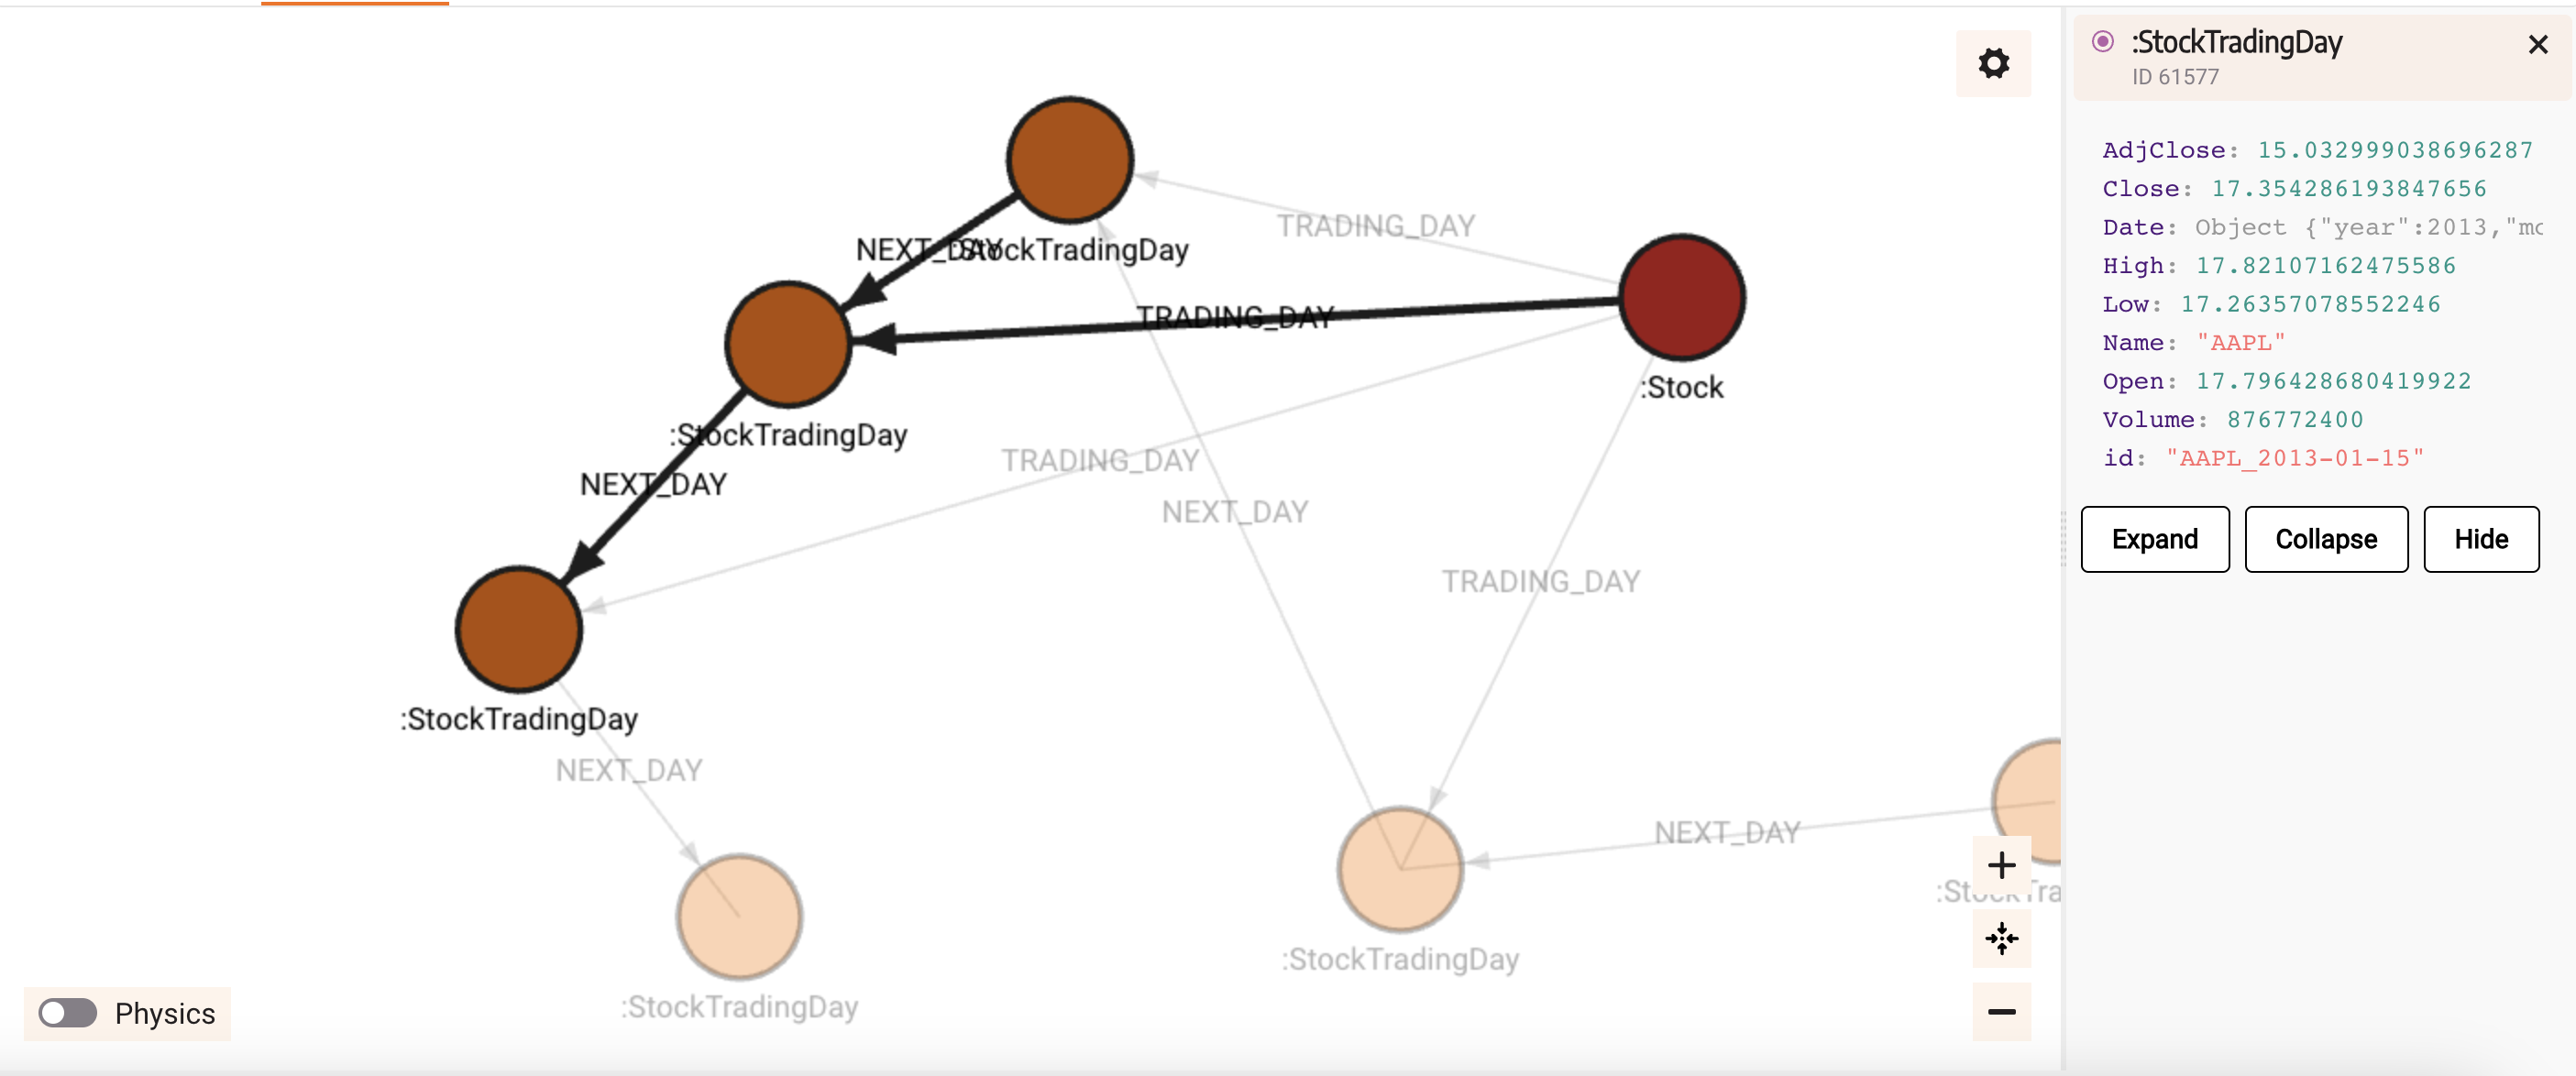 :StockTradingDay
ID 61577
TRADING_DAY
NEXT_DAY
:StockTradingDay
TRADING_DAY
:Stock
:StockTradingDay
TRADING_DAY
NEXT_DAY
NEXT_DAY
TRADING_DAY
:StockTradingDay
NEXT_DAY
NEXT_DAY
:StockTradingDay
:StockTradingDay
Physics
AdjClose: 15.032999038696287
Close: 17.354286193847656
Date: Object {"year":2013,"mo
High: 17.82107162475586
Low: 17.26357078552246
Name: "AAPL"
Open: 17.796428680419922
Volume: 876772400
id: "AAPL_2013-01-15"
Expand
Collapse
Hide